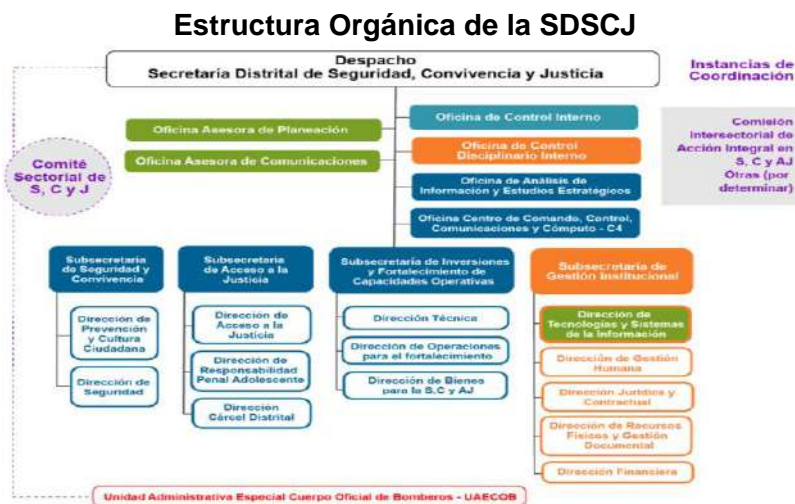 Estructura Orgánica de la SDSCJ
Despacho
Secretaría Distrital de Seguridad, Convivencia y Justicia
Instancias de
Coordinación
Oficina Asesora de Planeación
Oficina Asesora de Comunicaciones
Oficina de Control Interno
Oficina de Control
Disciplinario Interno
Oficina de Análisis de
Información y Estudios Estratégicos
Oficina Centro de Comando, Control,
Comunicaciones y Cómputo - C4
Comité
Sectorial de
S, C y J
Comisión
Intersectorial de
Acción Integral en
S, C y AJ
Otras (por
determinar)
Subsecretaría
de Seguridad y
Convivencia
Dirección de
Prevención
y Cultura
Ciudadana
Dirección de
Seguridad
Subsecretaría
de Acceso a la
Justicia
Dirección de
Acceso a la
Justicia
Dirección de
Responsabilidad
Penal Adolescente
Dirección
Cárcel Distrital
Subsecretaría de Inversiones
y Fortalecimiento de
Capacidades Operativas
Dirección Técnica
Dirección de Operaciones
para el fortalecimiento
Dirección de Bienes
para la S,C y AJ
Subsecretaría de
Gestión Institucional
Dirección de
Tecnologías y Sistemas
de la Información
Dirección de Gestión
Humana
Dirección Jurídica y
Contractual
Dirección de Recursos
Físicos y Gestión
Documental
Dirección Financiera
Unidad Administrativa Especial Cuerpo Oficial de Bomberos - UAECOB